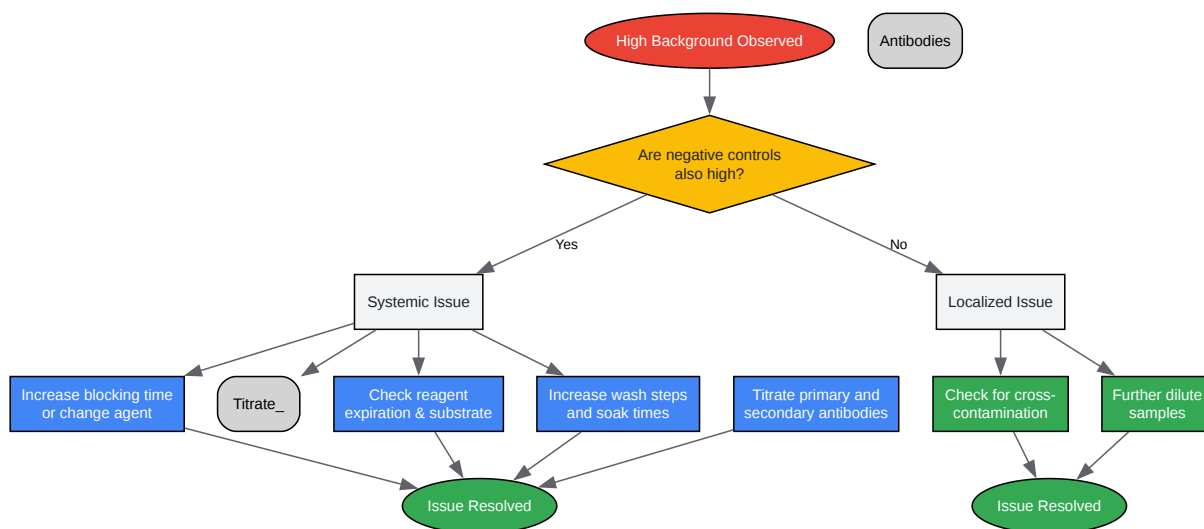 High Background Observed
Antibodies
Are negative controls
also high?
Yes
No
Systemic Issue
Localized Issue
Increase blocking time
or change agent
Titrate_
Check reagent
expiration & substrate
Increase wash steps
and soak times
Titrate primary and
secondary antibodies
Check for cross-
contamination
Further dilute
samples
Issue Resolved
Issue Resolved